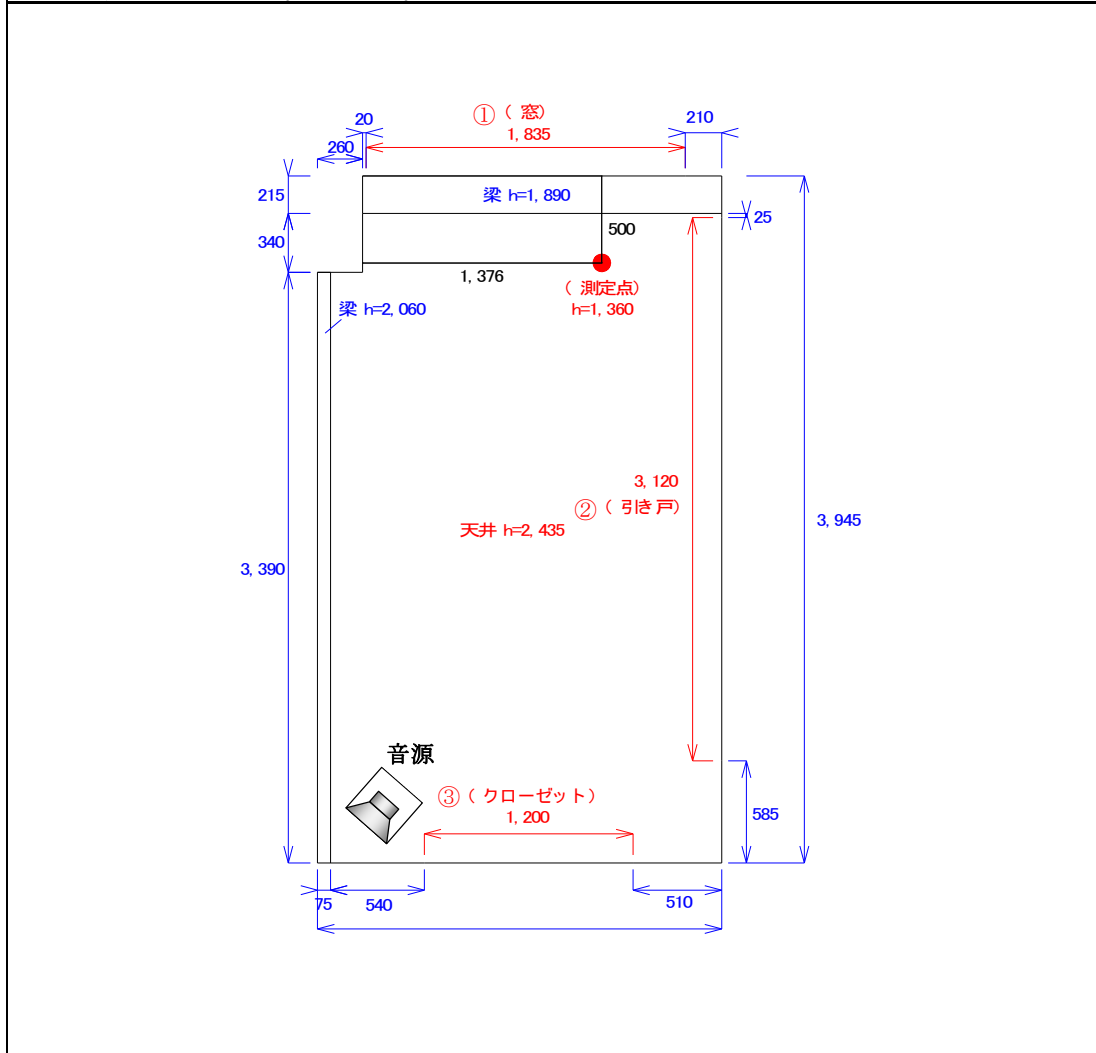 ① ( 窓)
1, 835
20
210
260
215
梁 h=1, 890
25
340
500
1, 376
( 測定点)
h=1, 360
梁 h=2, 060
3, 120
② ( 引き戸)
天井 h=2, 435
3, 945
3, 390
音源
③ ( クローゼット)
1, 200
585
75
540
510